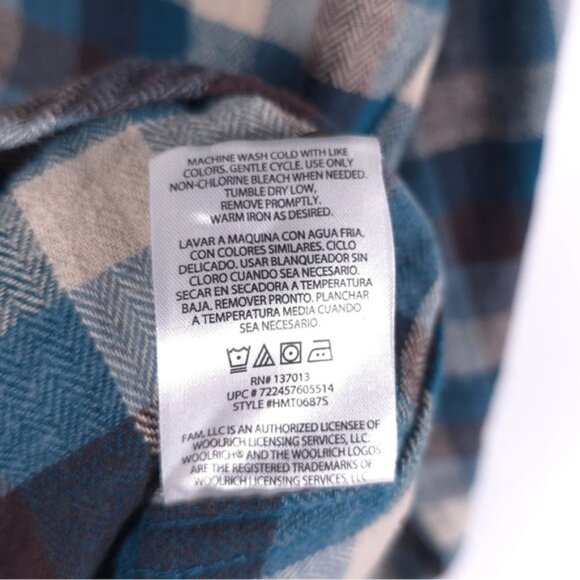 MACHINE WASH COLD WITH LIKE
COLORS. GENTLE CYCLE. USE ONLY
NON-CHLORINE BLEACH WHEN NEEDED.
TUMBLE DRY LOW,
REMOVE PROMPTLY.
WARM IRON AS DESIRED.
LAVAR A MAQUINA CON AGUA FRIA,
CON COLORES SIMILARES. CICLO
DELICADO. USAR BLANQUEADOR SIN
CLORO CUANDO SEA NECESARIO.
SECAR EN SECADORA A TEMPERATURA
BAJA. REMOVER PRONTO. PLANCHAR
A TEMPERATURA MEDIA CUANDO
SEA NECESARIO.
RN# 137013
UPC # 722457605514
STYLE #HMT0687S
FAM, LLC IS AN AUTHORIZED LICENSEE OF
WOOLRICH LICENSING SERVICES, LLC.
WOOLRICH® AND THE WOOLRICH LOGOS
ARE THE REGISTERED TRADEMARKS OF
WOOLRICH LICENSING SERVICES, LLC